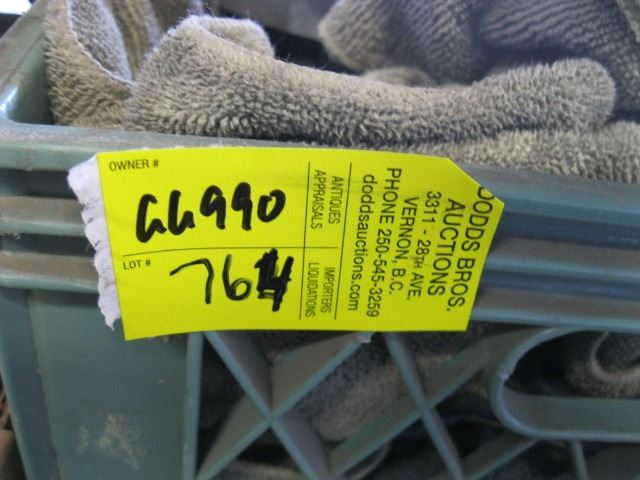 OWNER #
GG990
LOT #
764
ANTIQUES
APPRAISALS
IMPORTERS
LIQUIDATIONS
DODDS BROS.
AUCTIONS
3311 - 28TH AVE.
VERNON, B.C.
PHONE 250-545-3259
doddsauctions.com